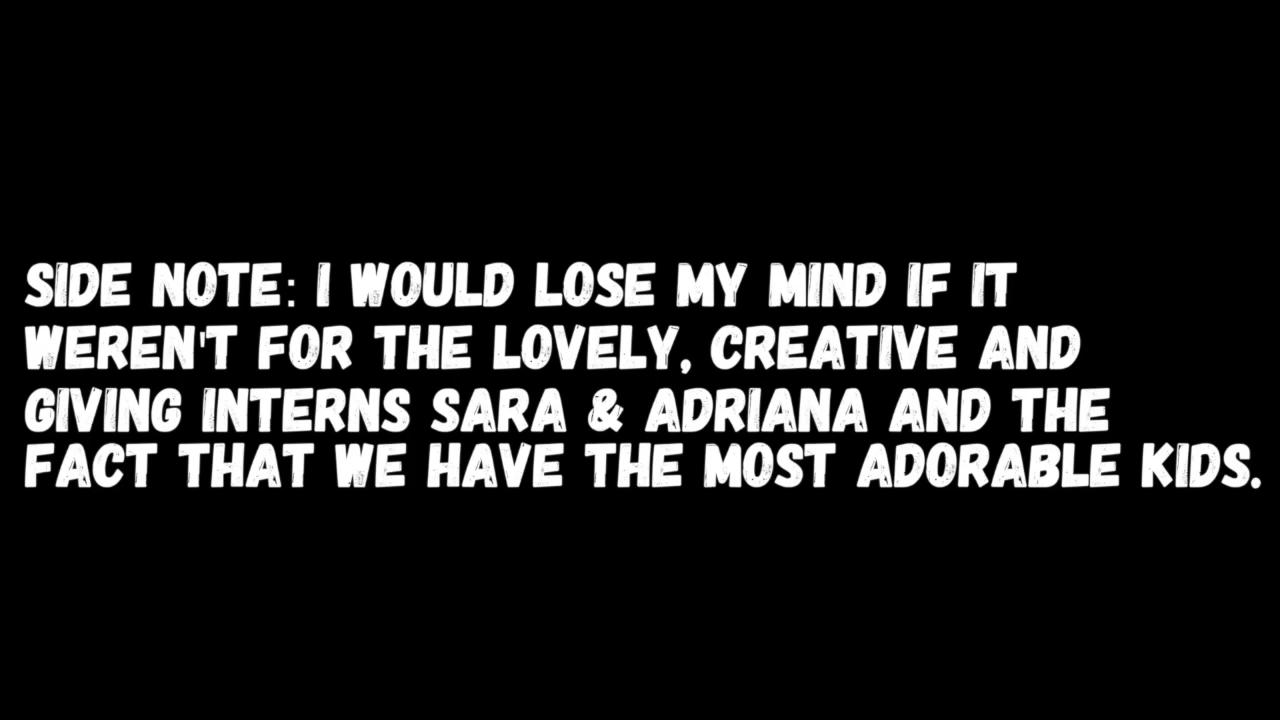 SIDE NOTE: I WOULD LOSE MY MIND IF IT
WEREN'T FOR THE LOVELY, CREATIVE AND
GIVING INTERNS SARA & ADRIANA AND THE
FACT THAT WE HAVE THE MOST ADORABLE KIDS.